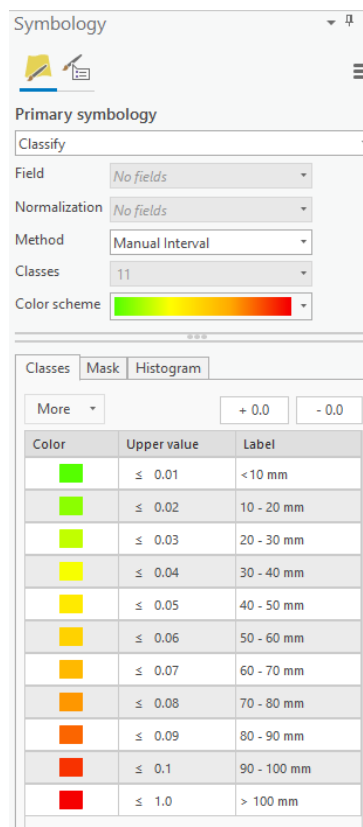 Symbology
Primary symbology
Classify
Field No fields
Normalization No fields
Method Manual Interval
Classes 11
Color scheme
Classes Mask Histogram
More + 0.0 - 0.0
Color Upper value Label
≤ 0.01 <10 mm
≤ 0.02 10 - 20 mm
≤ 0.03 20 - 30 mm
≤ 0.04 30 - 40 mm
≤ 0.05 40 - 50 mm
≤ 0.06 50 - 60 mm
≤ 0.07 60 - 70 mm
≤ 0.08 70 - 80 mm
≤ 0.09 80 - 90 mm
≤ 0.1 90 - 100 mm
≤ 1.0 > 100 mm